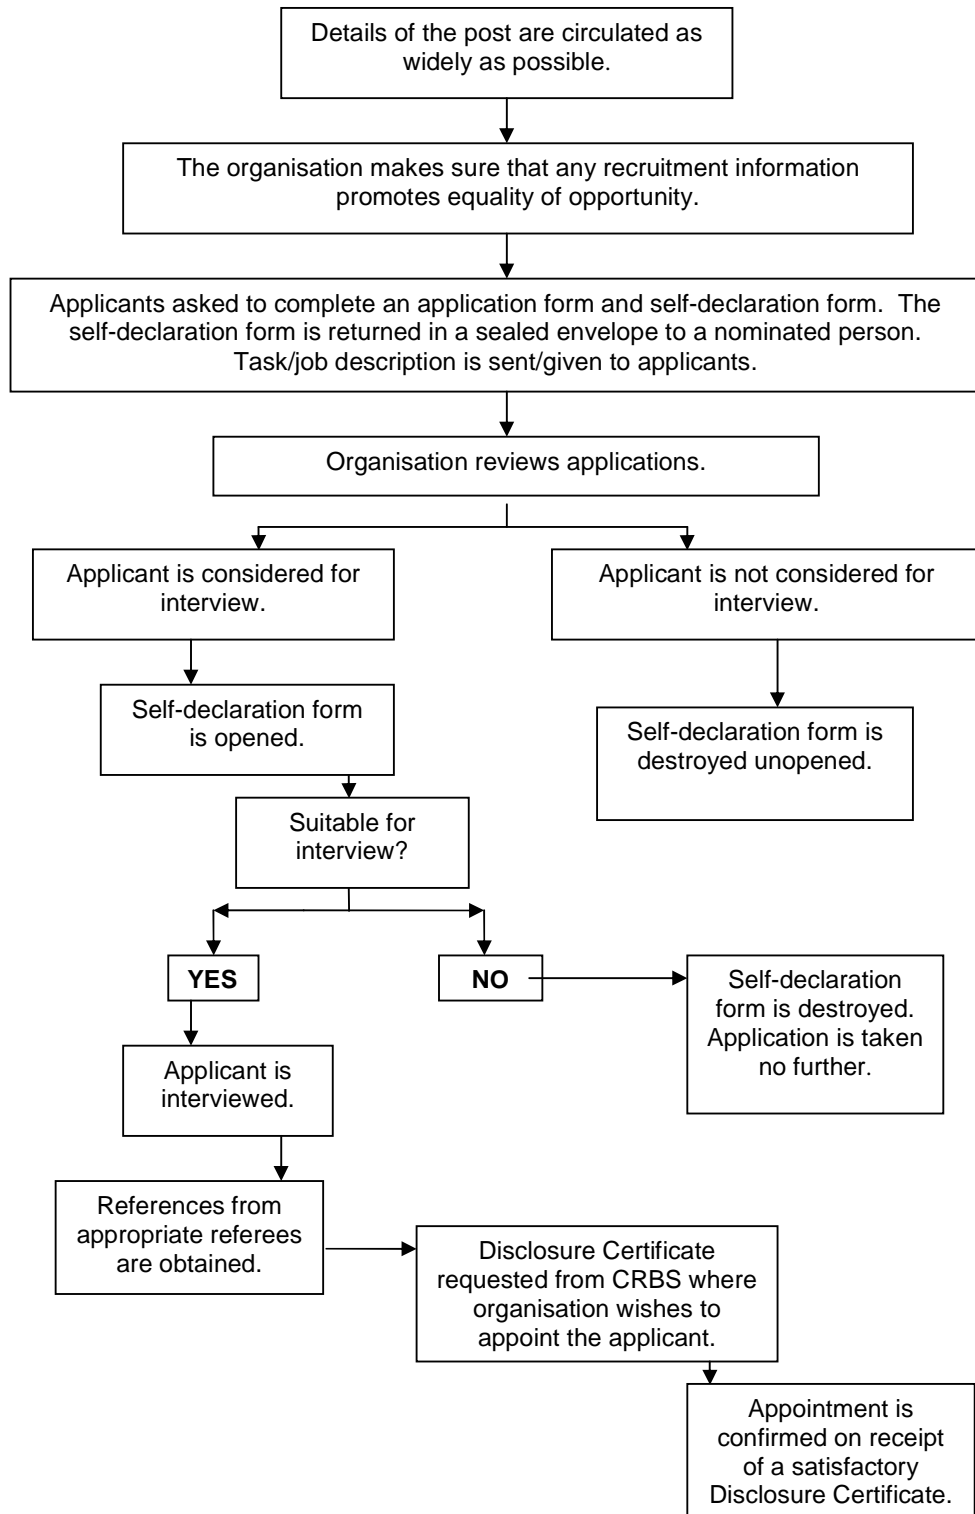 Details of the post are circulated as
widely as possible.
The organisation makes sure that any recruitment information
promotes equality of opportunity.
Applicants asked to complete an application form and self-declaration form.  The
self-declaration form is returned in a sealed envelope to a nominated person.
Task/job description is sent/given to applicants.
Organisation reviews applications.
Applicant is considered for
interview.
Applicant is not considered for
interview.
Self-declaration form
is opened.
Self-declaration form is
destroyed unopened.
Suitable for
interview?
YES
NO
Self-declaration
form is destroyed.
Application is taken
no further.
Applicant is
interviewed.
References from
appropriate referees
are obtained.
Disclosure Certificate
requested from CRBS where
organisation wishes to
appoint the applicant.
Appointment is
confirmed on receipt
of a satisfactory
Disclosure Certificate.